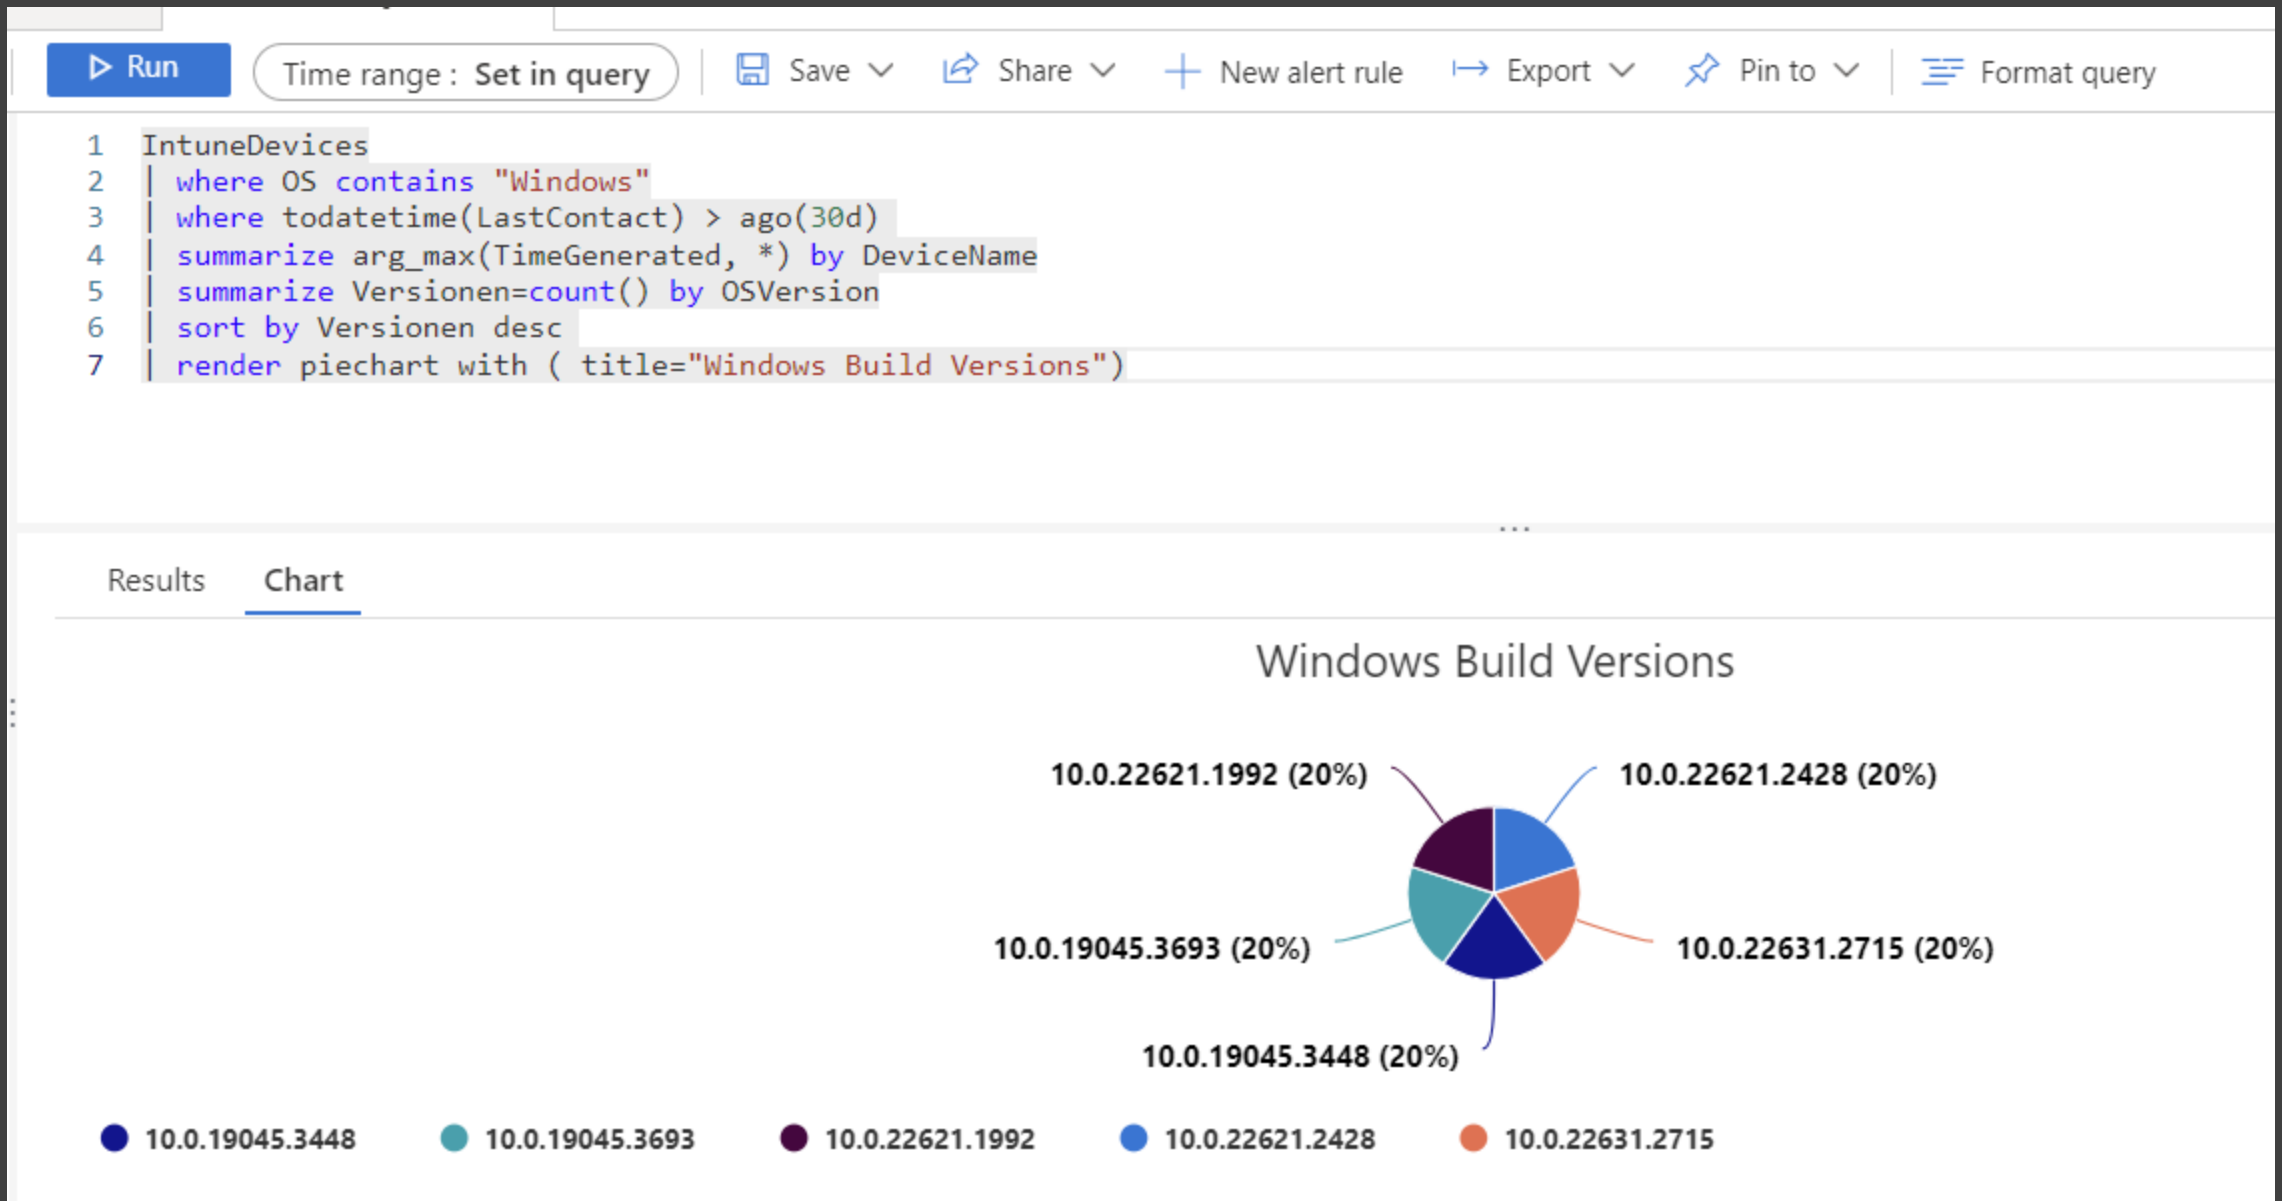 Run
Time range : Set in query
Save
Share
New alert rule
Export
Pin to
Format query
1 IntuneDevices
2 | where OS contains "Windows"
3 | where todatetime(LastContact) > ago(30d)
4 | summarize arg_max(TimeGenerated, *) by DeviceName
5 | summarize Versionen=count() by OSVersion
6 | sort by Versionen desc
7 | render piechart with ( title="Windows Build Versions")
Results
Chart
Windows Build Versions
10.0.22621.1992 (20%)
10.0.22621.2428 (20%)
10.0.19045.3693 (20%)
10.0.22631.2715 (20%)
10.0.19045.3448 (20%)
10.0.19045.3448
10.0.19045.3693
10.0.22621.1992
10.0.22621.2428
10.0.22631.2715